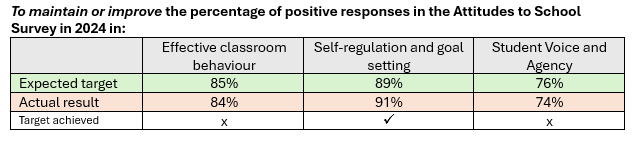 To maintain or improve the percentage of positive responses in the Attitudes to School
Survey in 2024 in:
Effective classroom behaviour | Self-regulation and goal setting | Student Voice and Agency
Expected target | 85% | 89% | 76%
Actual result | 84% | 91% | 74%
Target achieved | x | ✓ | x